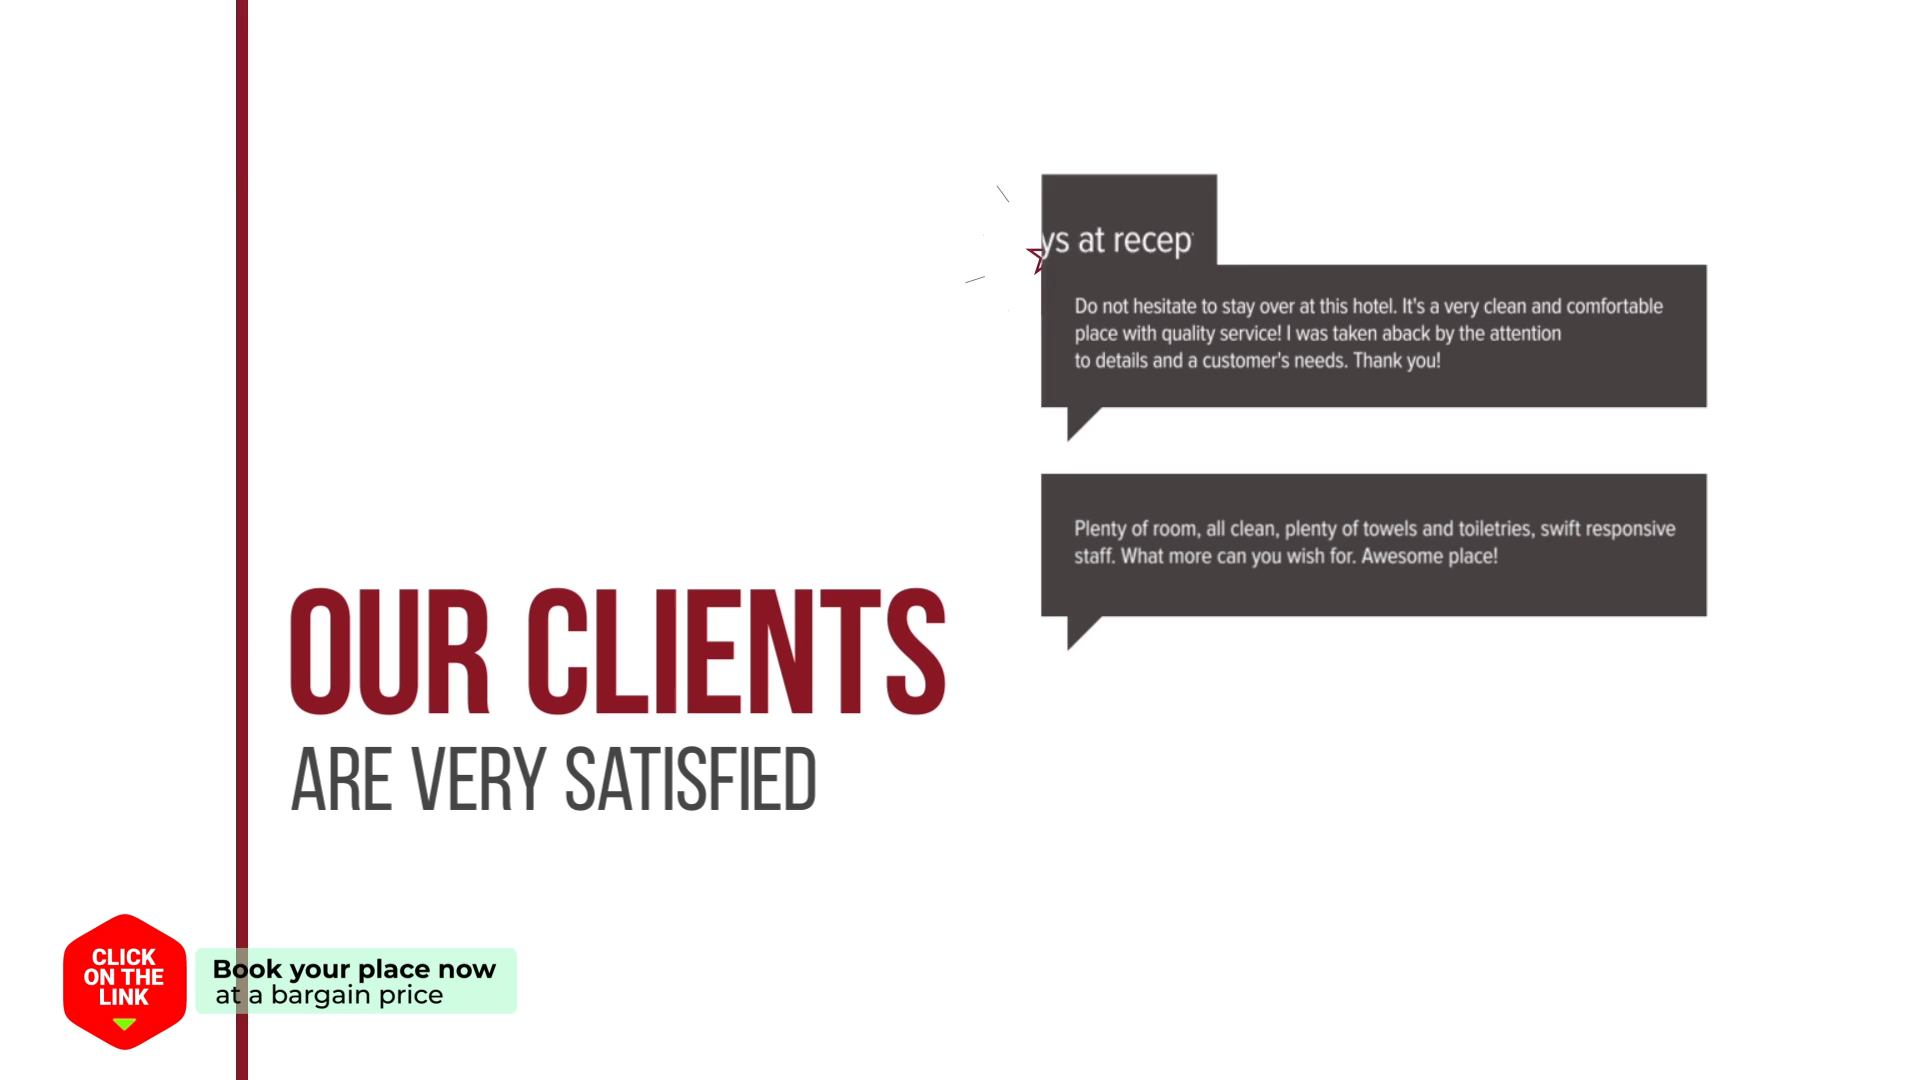 at
Do not hesitate to stay over at this hotel. It's a very clean and comfortable
place with quality service! I was taken aback by the attention
to details and a customer's needs. Thank you!
Plenty of room, all clean, plenty of towels and toiletries, swift responsive
staff. What more can you wish for. Awesome place!
OUR CLIENTS
ARE VERY SATISFIED
CLICK
ON THE
LINK
Book your place now
at a bargain price